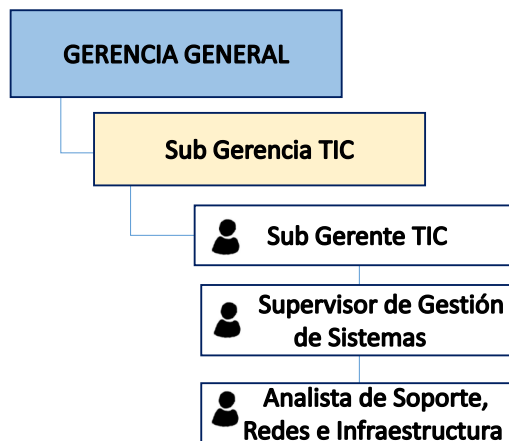 GERENCIA GENERAL
Sub Gerencia TIC
Sub Gerente TIC
Supervisor de Gestión
de Sistemas
Analista de Soporte,
Redes e Infraestructura